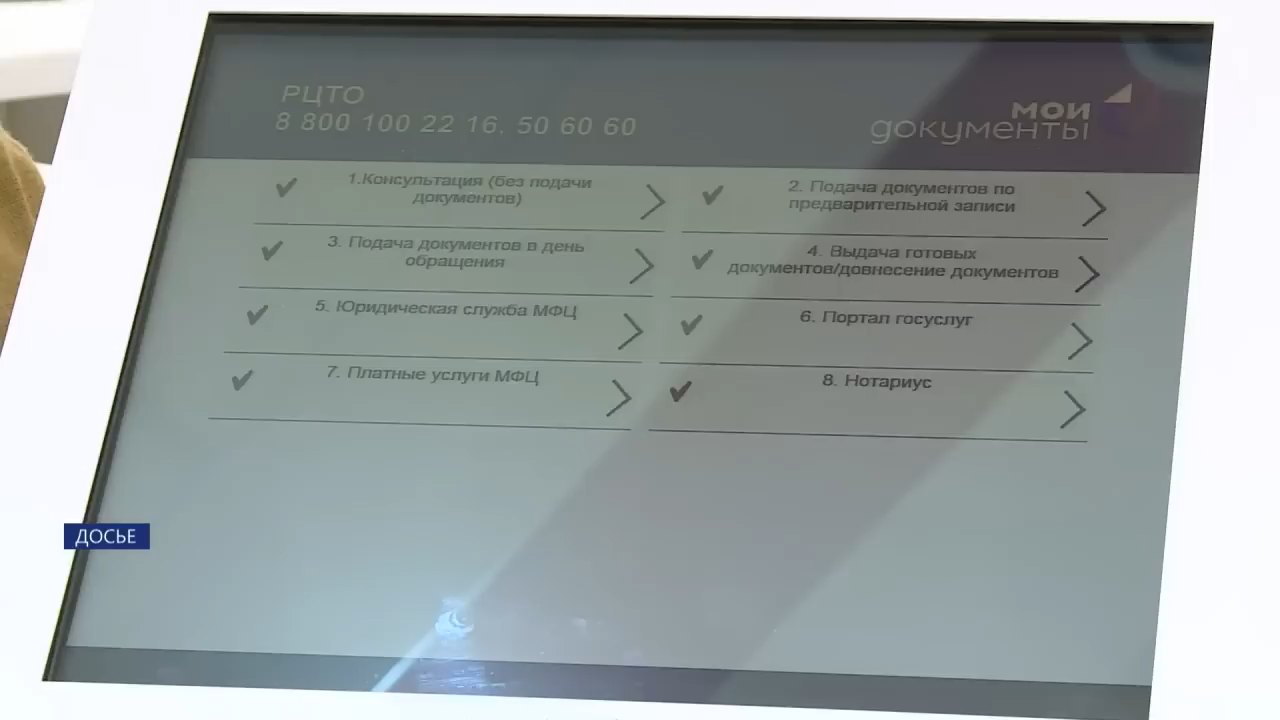 РЦТО
8 800 100 22 16, 50 60 60
мои
документы
1.Консультация (без подачи
документов)
2. Подача документов по
предварительной записи
3. Подача документов в день
обращения
4. Выдача готовых
документов/довнесение документов
5. Юридическая служба МФЦ
6. Портал госуслуг
7. Платные услуги МФЦ
8. Нотариус
ДОСЬЕ